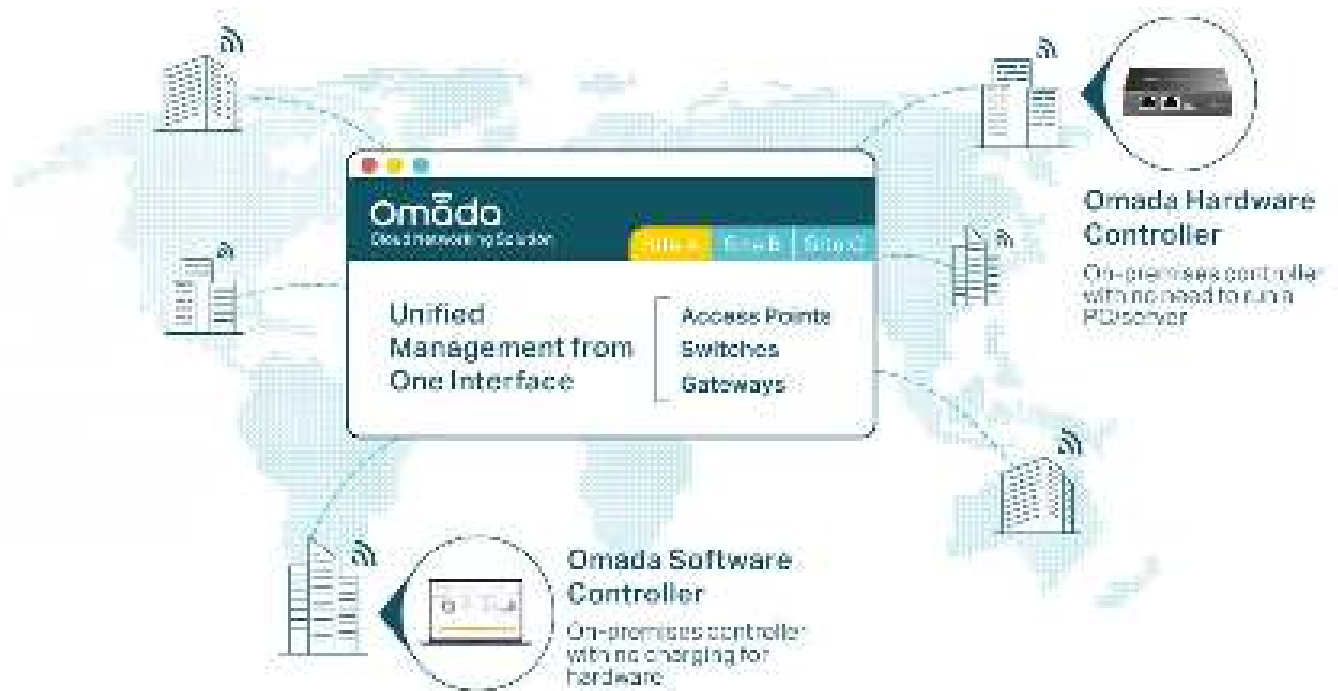 Omada
Cloud Networking Solution
Site A
Site B
Site C
Unified
Management from
One Interface
Access Points
Switches
Gateways
Omada Hardware
Controller
On-premises controller
with no need to run a
PC/server
Omada Software
Controller
On-premises controller
with no charging for
hardware